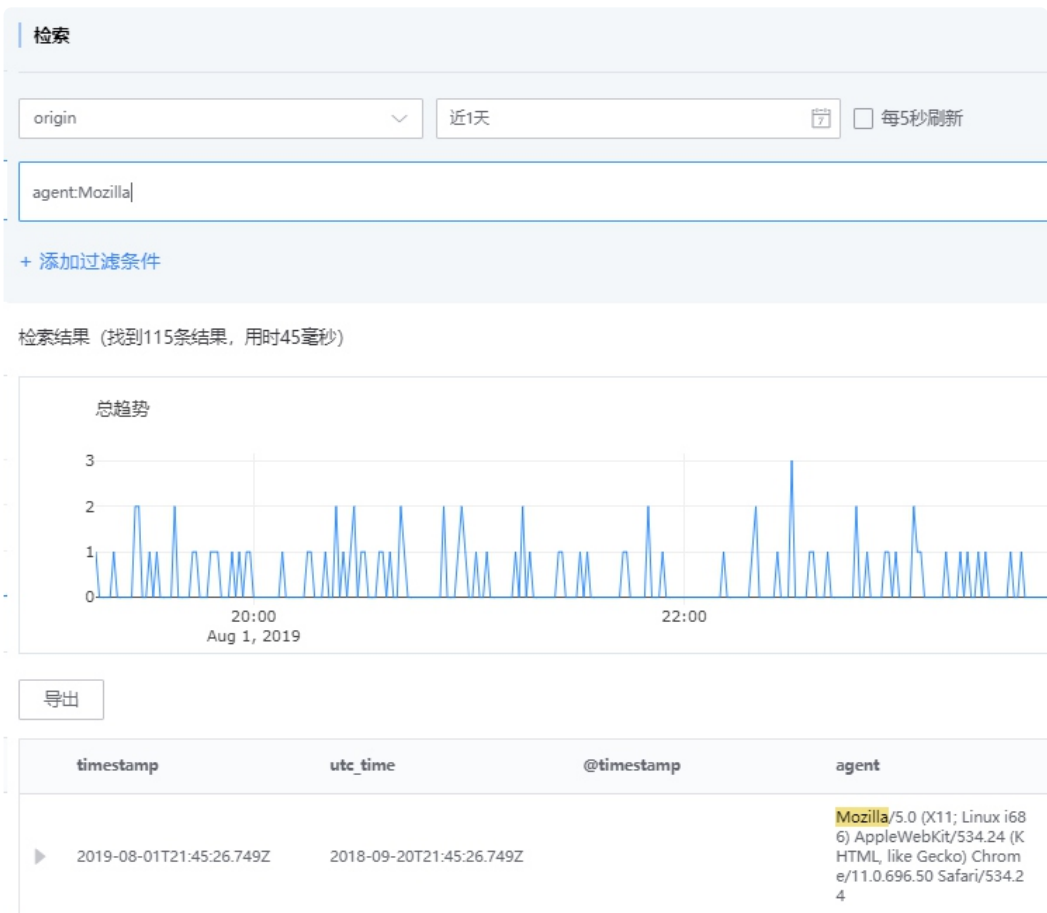 检索
origin
近1天
7
每5秒刷新
agent:Mozilla
+ 添加过滤条件
检索结果（找到115条结果，用时45毫秒）
总趋势
3
2
1
0
20:00
22:00
Aug 1, 2019
导出
timestamp utc_time @timestamp agent
Mozilla/5.0 (X11; Linux i68
6) AppleWebKit/534.24 (K
2019-08-01T21:45:26.749Z 2018-09-20T21:45:26.749Z HTML, like Gecko) Chrom
e/11.0.696.50 Safari/534.2
4